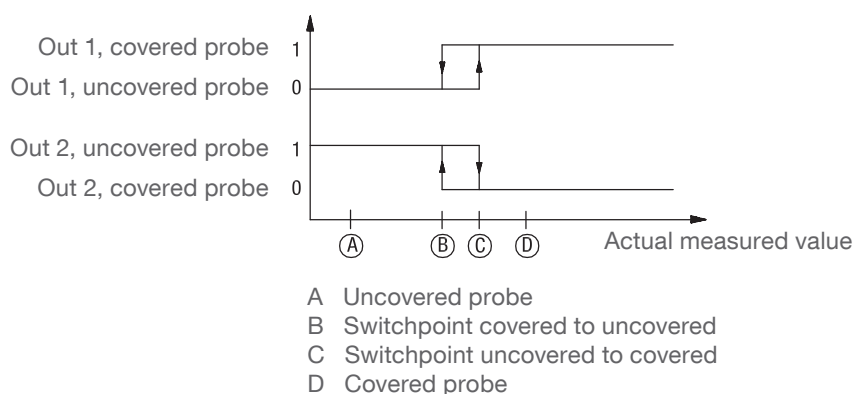 Out 1, covered probe 1
Out 1, uncovered probe 0
Out 2, uncovered probe 1
Out 2, covered probe 0
A B C D Actual measured value
A Uncovered probe
B Switchpoint covered to uncovered
C Switchpoint uncovered to covered
D Covered probe